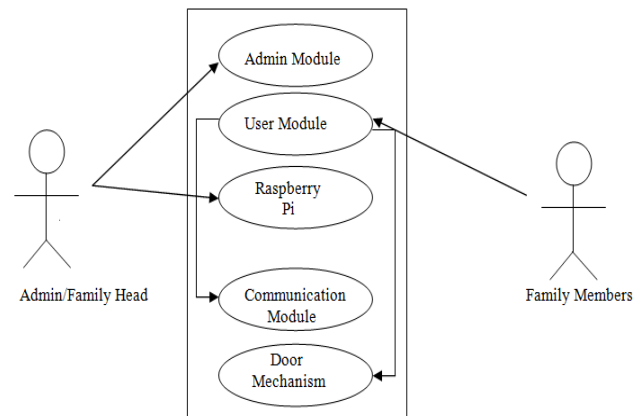 Admin Module
User Module
Raspberry
Pi
Communication
Module
Door
Mechanism
Admin/Family Head
Family Members